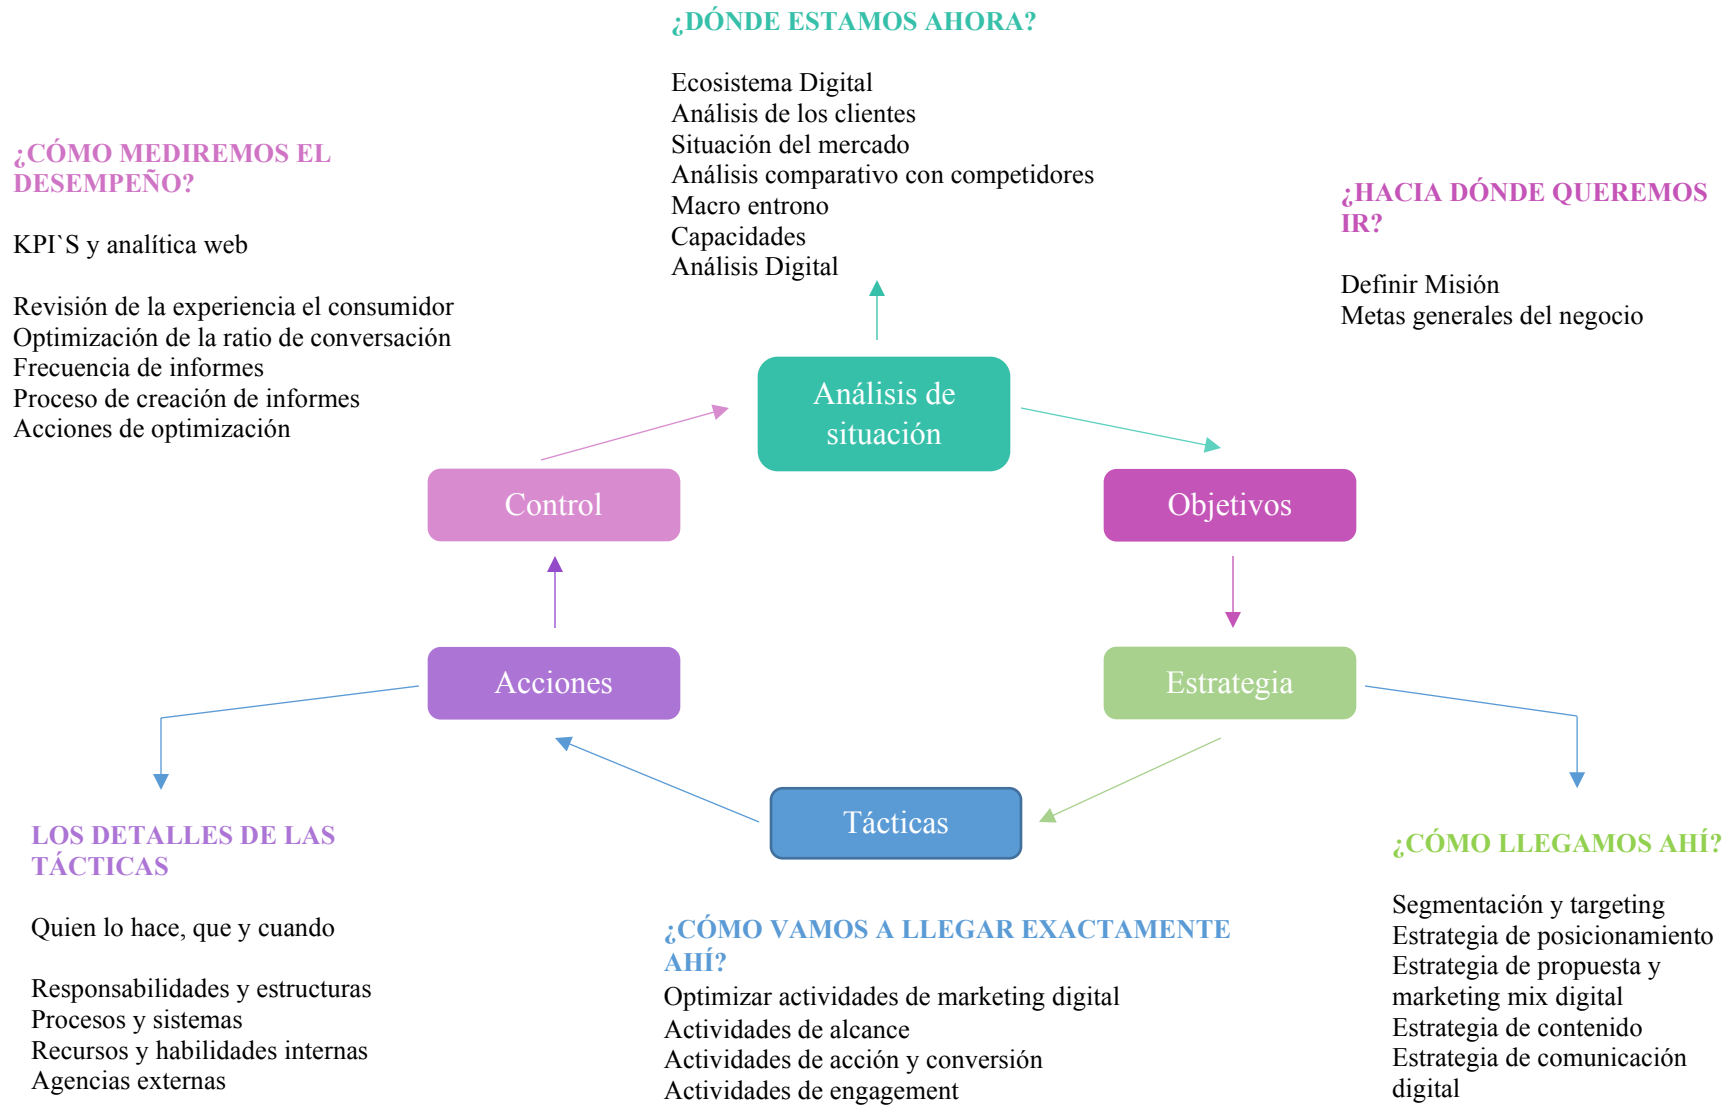 ¿DÓNDE ESTAMOS AHORA?
Ecosistema Digital
Análisis de los clientes
Situación del mercado
Análisis comparativo con competidores
Macro entrono
Capacidades
Análisis Digital
¿CÓMO MEDIREMOS EL
DESEMPEÑO?
KPI`S y analítica web
Revisión de la experiencia el consumidor
Optimización de la ratio de conversación
Frecuencia de informes
Proceso de creación de informes
Acciones de optimización
¿HACIA DÓNDE QUEREMOS
IR?
Definir Misión
Metas generales del negocio
Análisis de
situación
Control
Objetivos
Acciones
Estrategia
Tácticas
LOS DETALLES DE LAS
TÁCTICAS
Quien lo hace, que y cuando
Responsabilidades y estructuras
Procesos y sistemas
Recursos y habilidades internas
Agencias externas
¿CÓMO VAMOS A LLEGAR EXACTAMENTE
AHÍ?
Optimizar actividades de marketing digital
Actividades de alcance
Actividades de acción y conversión
Actividades de engagement
¿CÓMO LLEGAMOS AHÍ?
Segmentación y targeting
Estrategia de posicionamiento
Estrategia de propuesta y
marketing mix digital
Estrategia de contenido
Estrategia de comunicación
digital